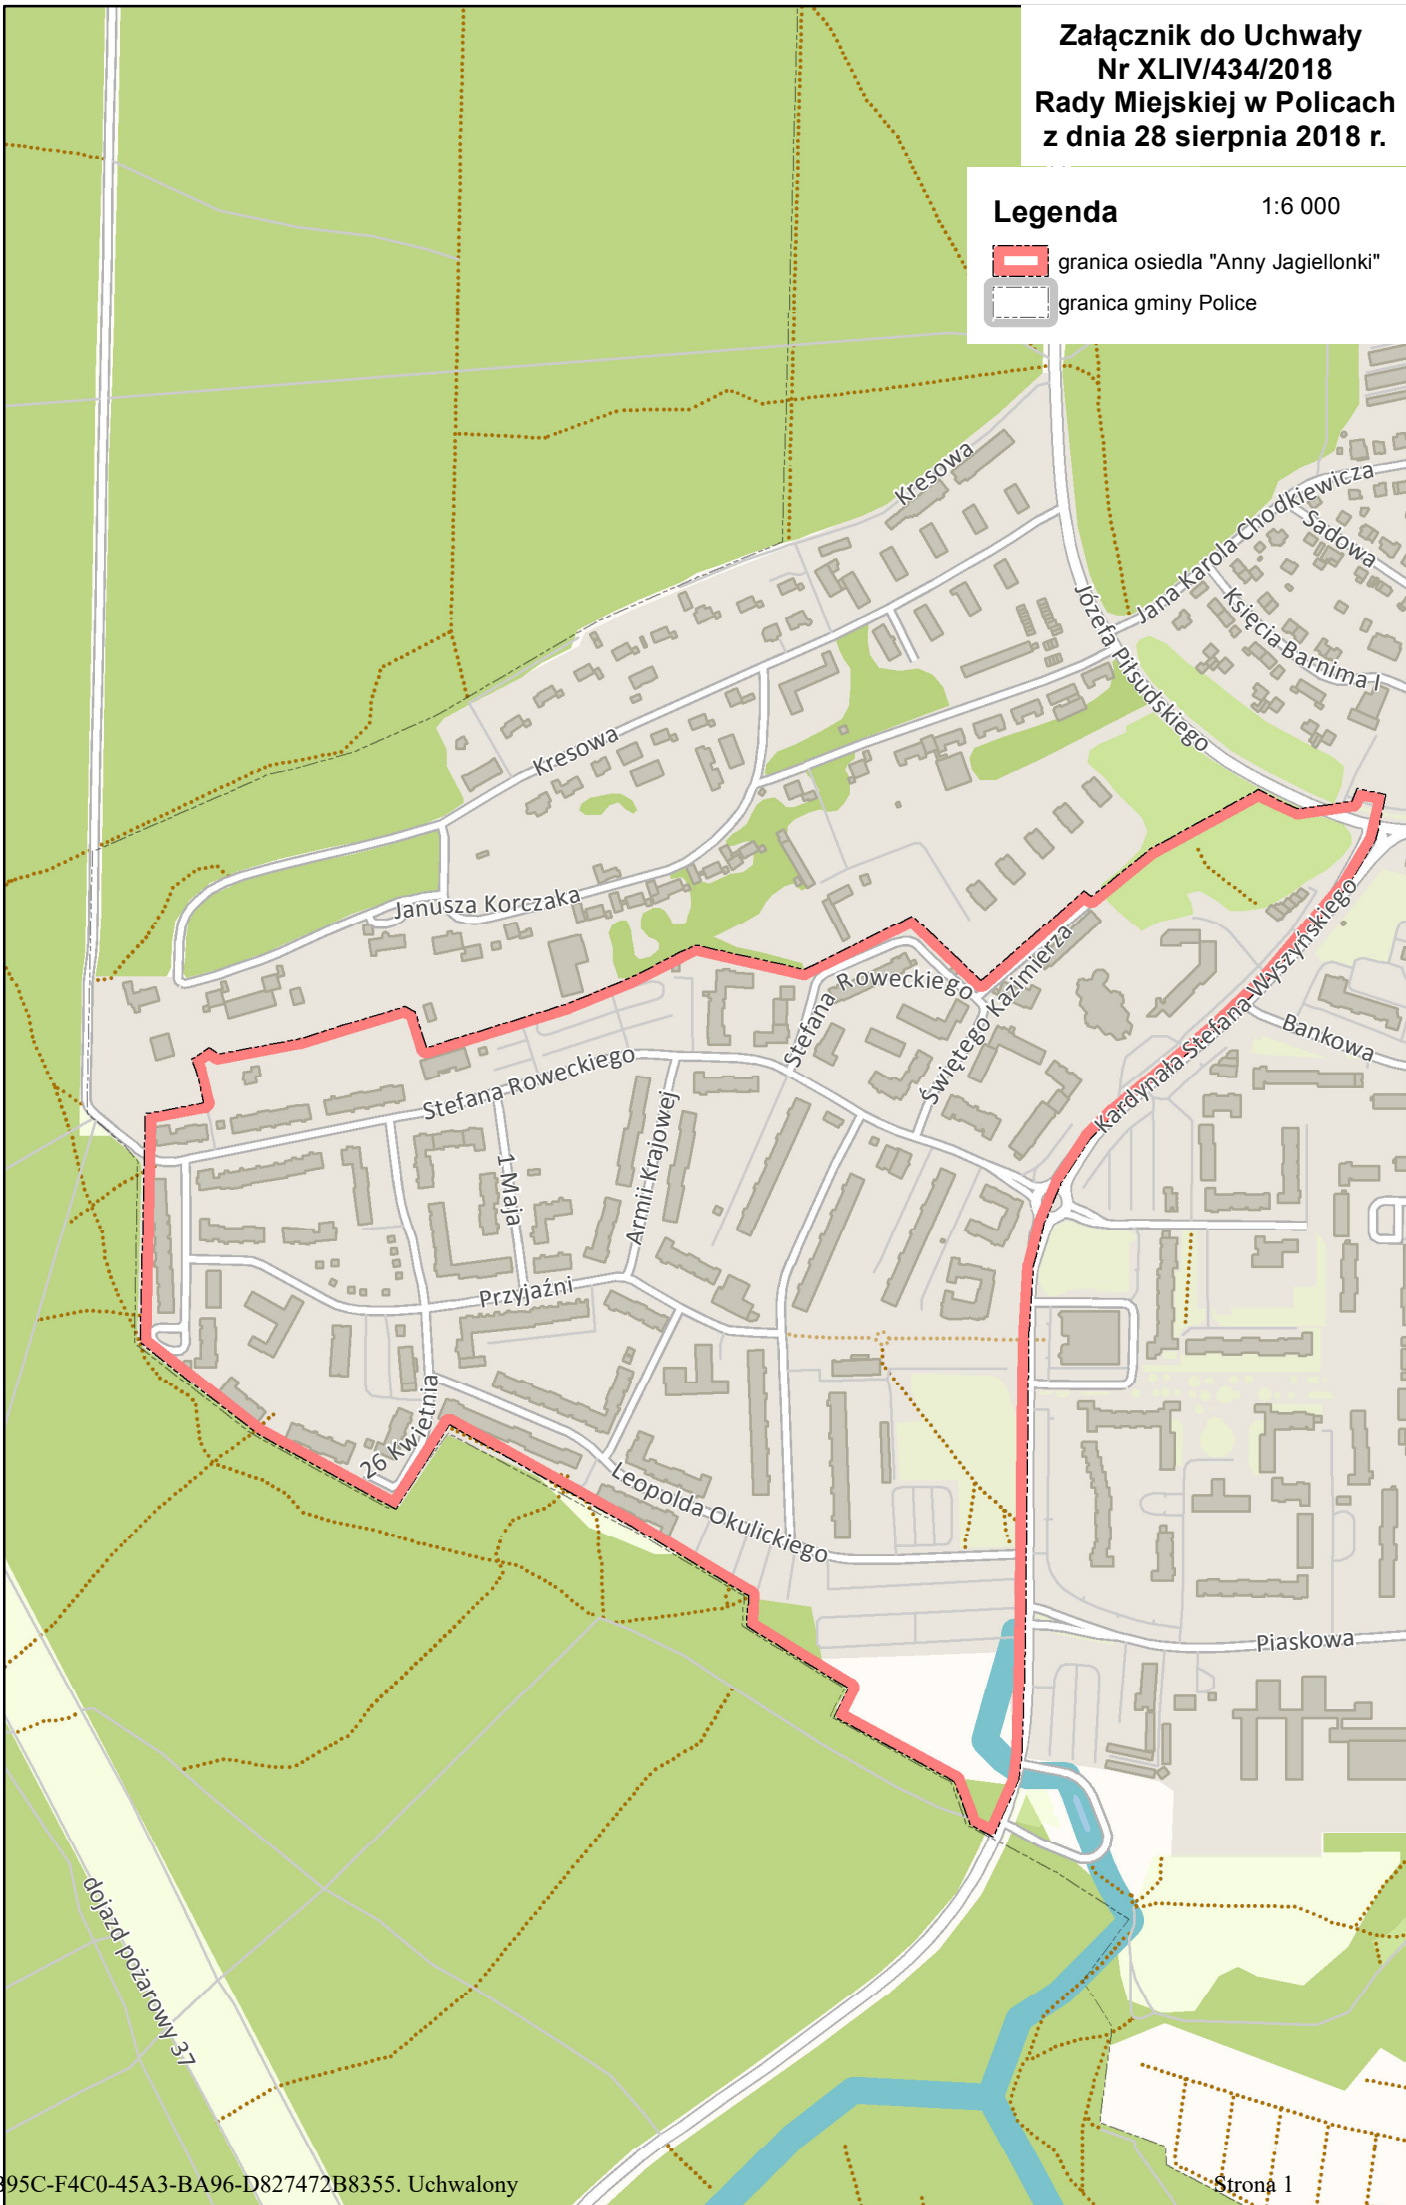 Załącznik do Uchwały
Nr XLIV/434/2018
Rady Miejskiej w Policach
z dnia 28 sierpnia 2018 r.
Legenda
1:6 000
granica osiedla "Anny Jagiellonki"
granica gminy Police
Kresowa
Jana Karola Chodkiewicza
Sadowa
Józefa Piłsudskiego
Księcia Barnima I
Kresowa
Janusza Korczaka
Stefana Roweckiego
Świętego Kazimierza
Kardynała Stefana Wyszyńskiego
Bankowa
Stefana Roweckiego
1 Maja
Armii Krajowej
Przyjaźni
26 Kwietnia
Leopolda Okulickiego
Piaskowa
dojazd pożarowy 37
395C-F4C0-45A3-BA96-D827472B8355. Uchwalony
Strona 1